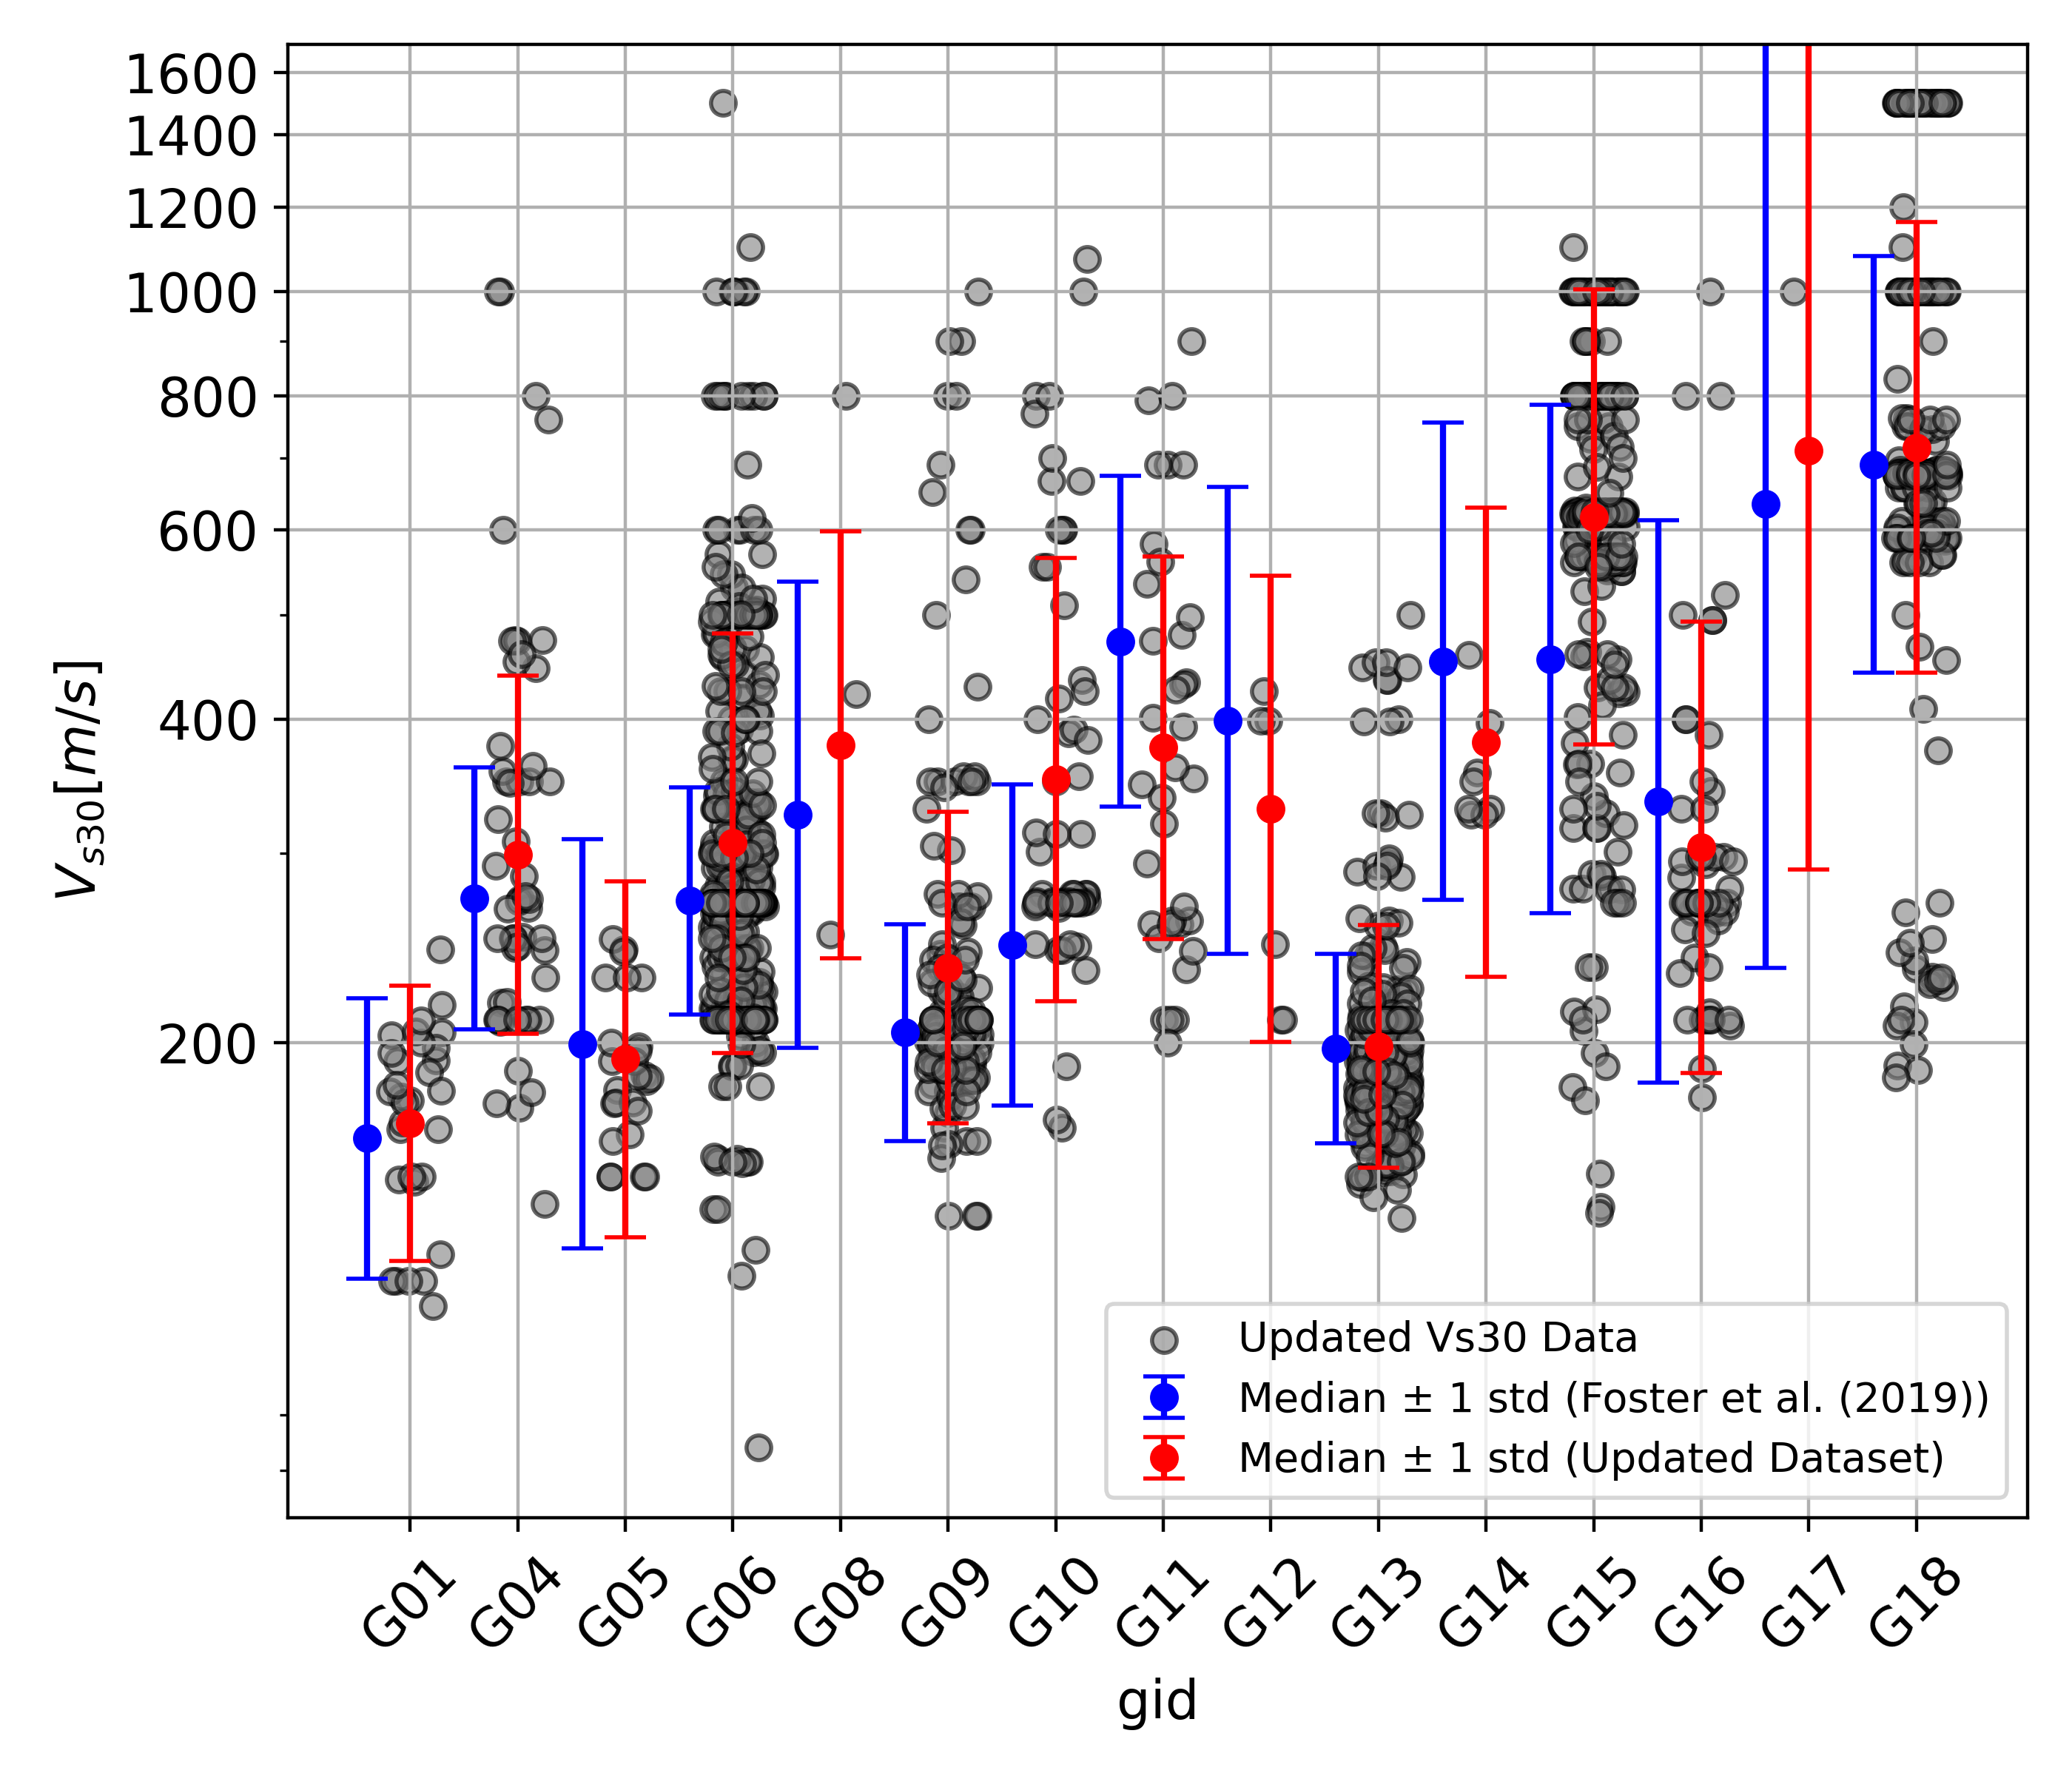 1600
1400
1200
1000
800
600
400
200
V_{s30}[m/s]
G01 G04 G05 G06 G08 G09 G10 G11 G12 G13 G14 G15 G16 G17 G18
gid
Updated Vs30 Data
Median ± 1 std (Foster et al. (2019))
Median ± 1 std (Updated Dataset)